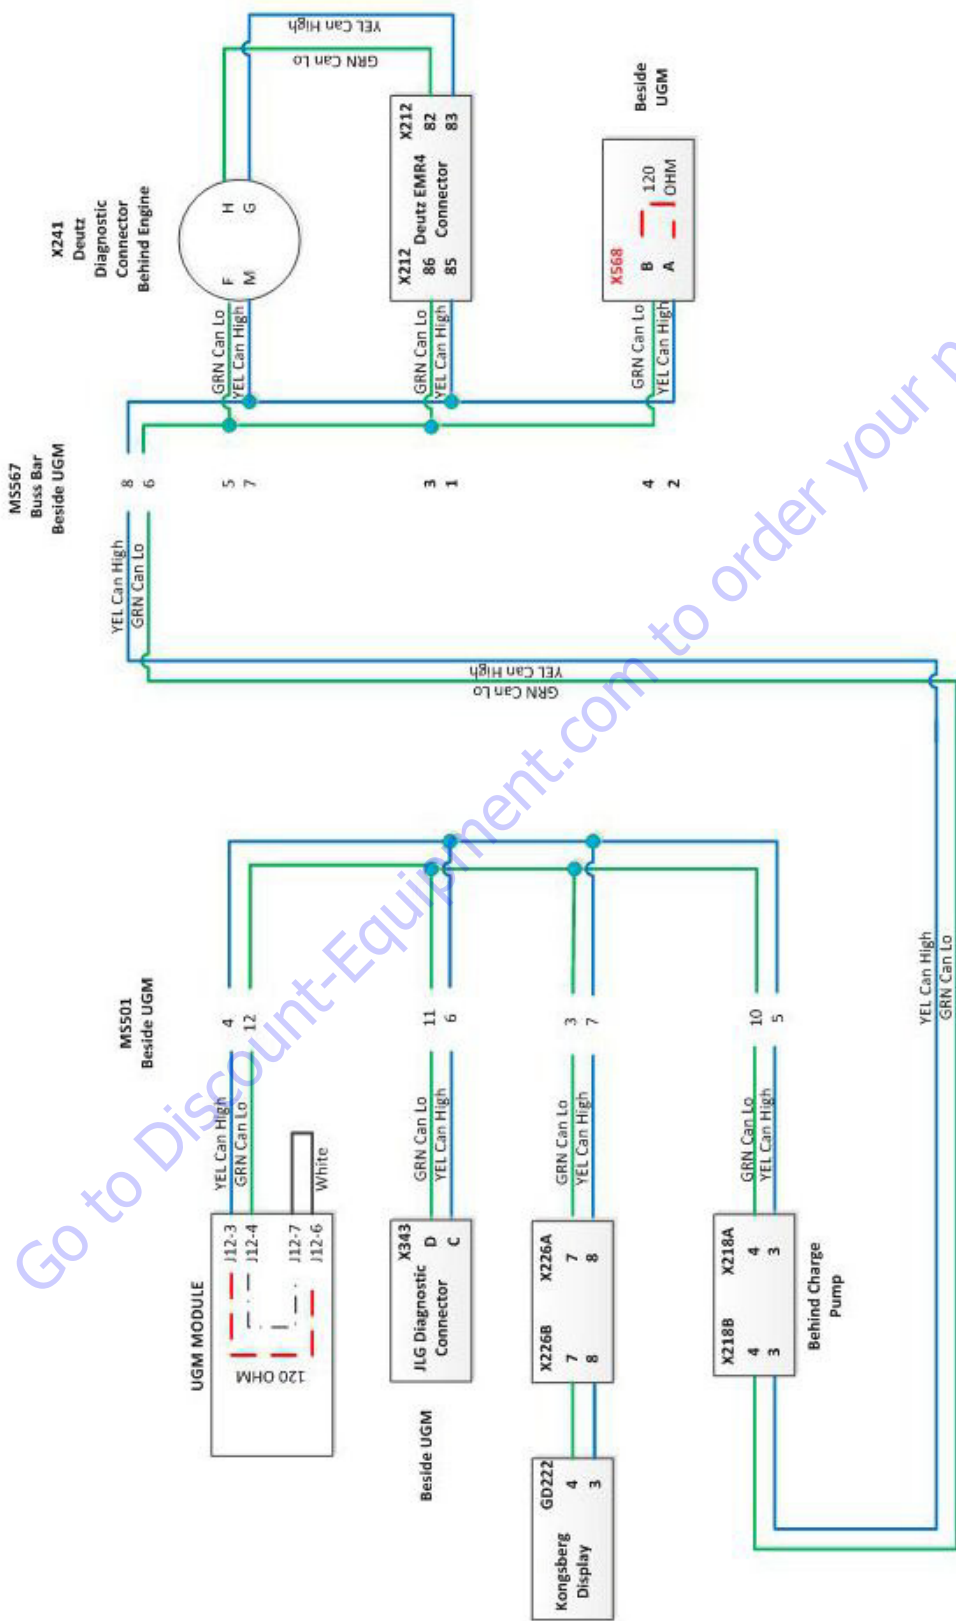 MS501
Beside UGM
MS567
Buss Bar
Beside UGM
X241
Deutz
Diagnostic
Connector
Behind Engine
UGM MODULE
120 OHM
J12-3
J12-4
J12-7
J12-6
YEL Can High
GRN Can Lo
White
4
12
YEL Can High
GRN Can Lo
8
6
5
7
GRN Can Lo
YEL Can High
F
M
H
G
GRN Can Lo
YEL Can High
Beside UGM
JLG Diagnostic
Connector
X343
D
C
GRN Can Lo
YEL Can High
11
6
GRN Can Lo
YEL Can High
3
1
GRN Can Lo
YEL Can High
X212
86
85
Deutz EMR4
Connector
X212
82
83
Kongsberg
Display
GD222
4
3
X226B
7
8
X226A
7
8
GRN Can Lo
YEL Can High
3
7
4
2
GRN Can Lo
YEL Can High
X568
B
A
120
OHM
Beside
UGM
X218B
4
3
X218A
4
3
Behind Charge
Pump
GRN Can Lo
YEL Can High
10
5
YEL Can High
GRN Can Lo
Go to Discount-Equipment.com to order your p